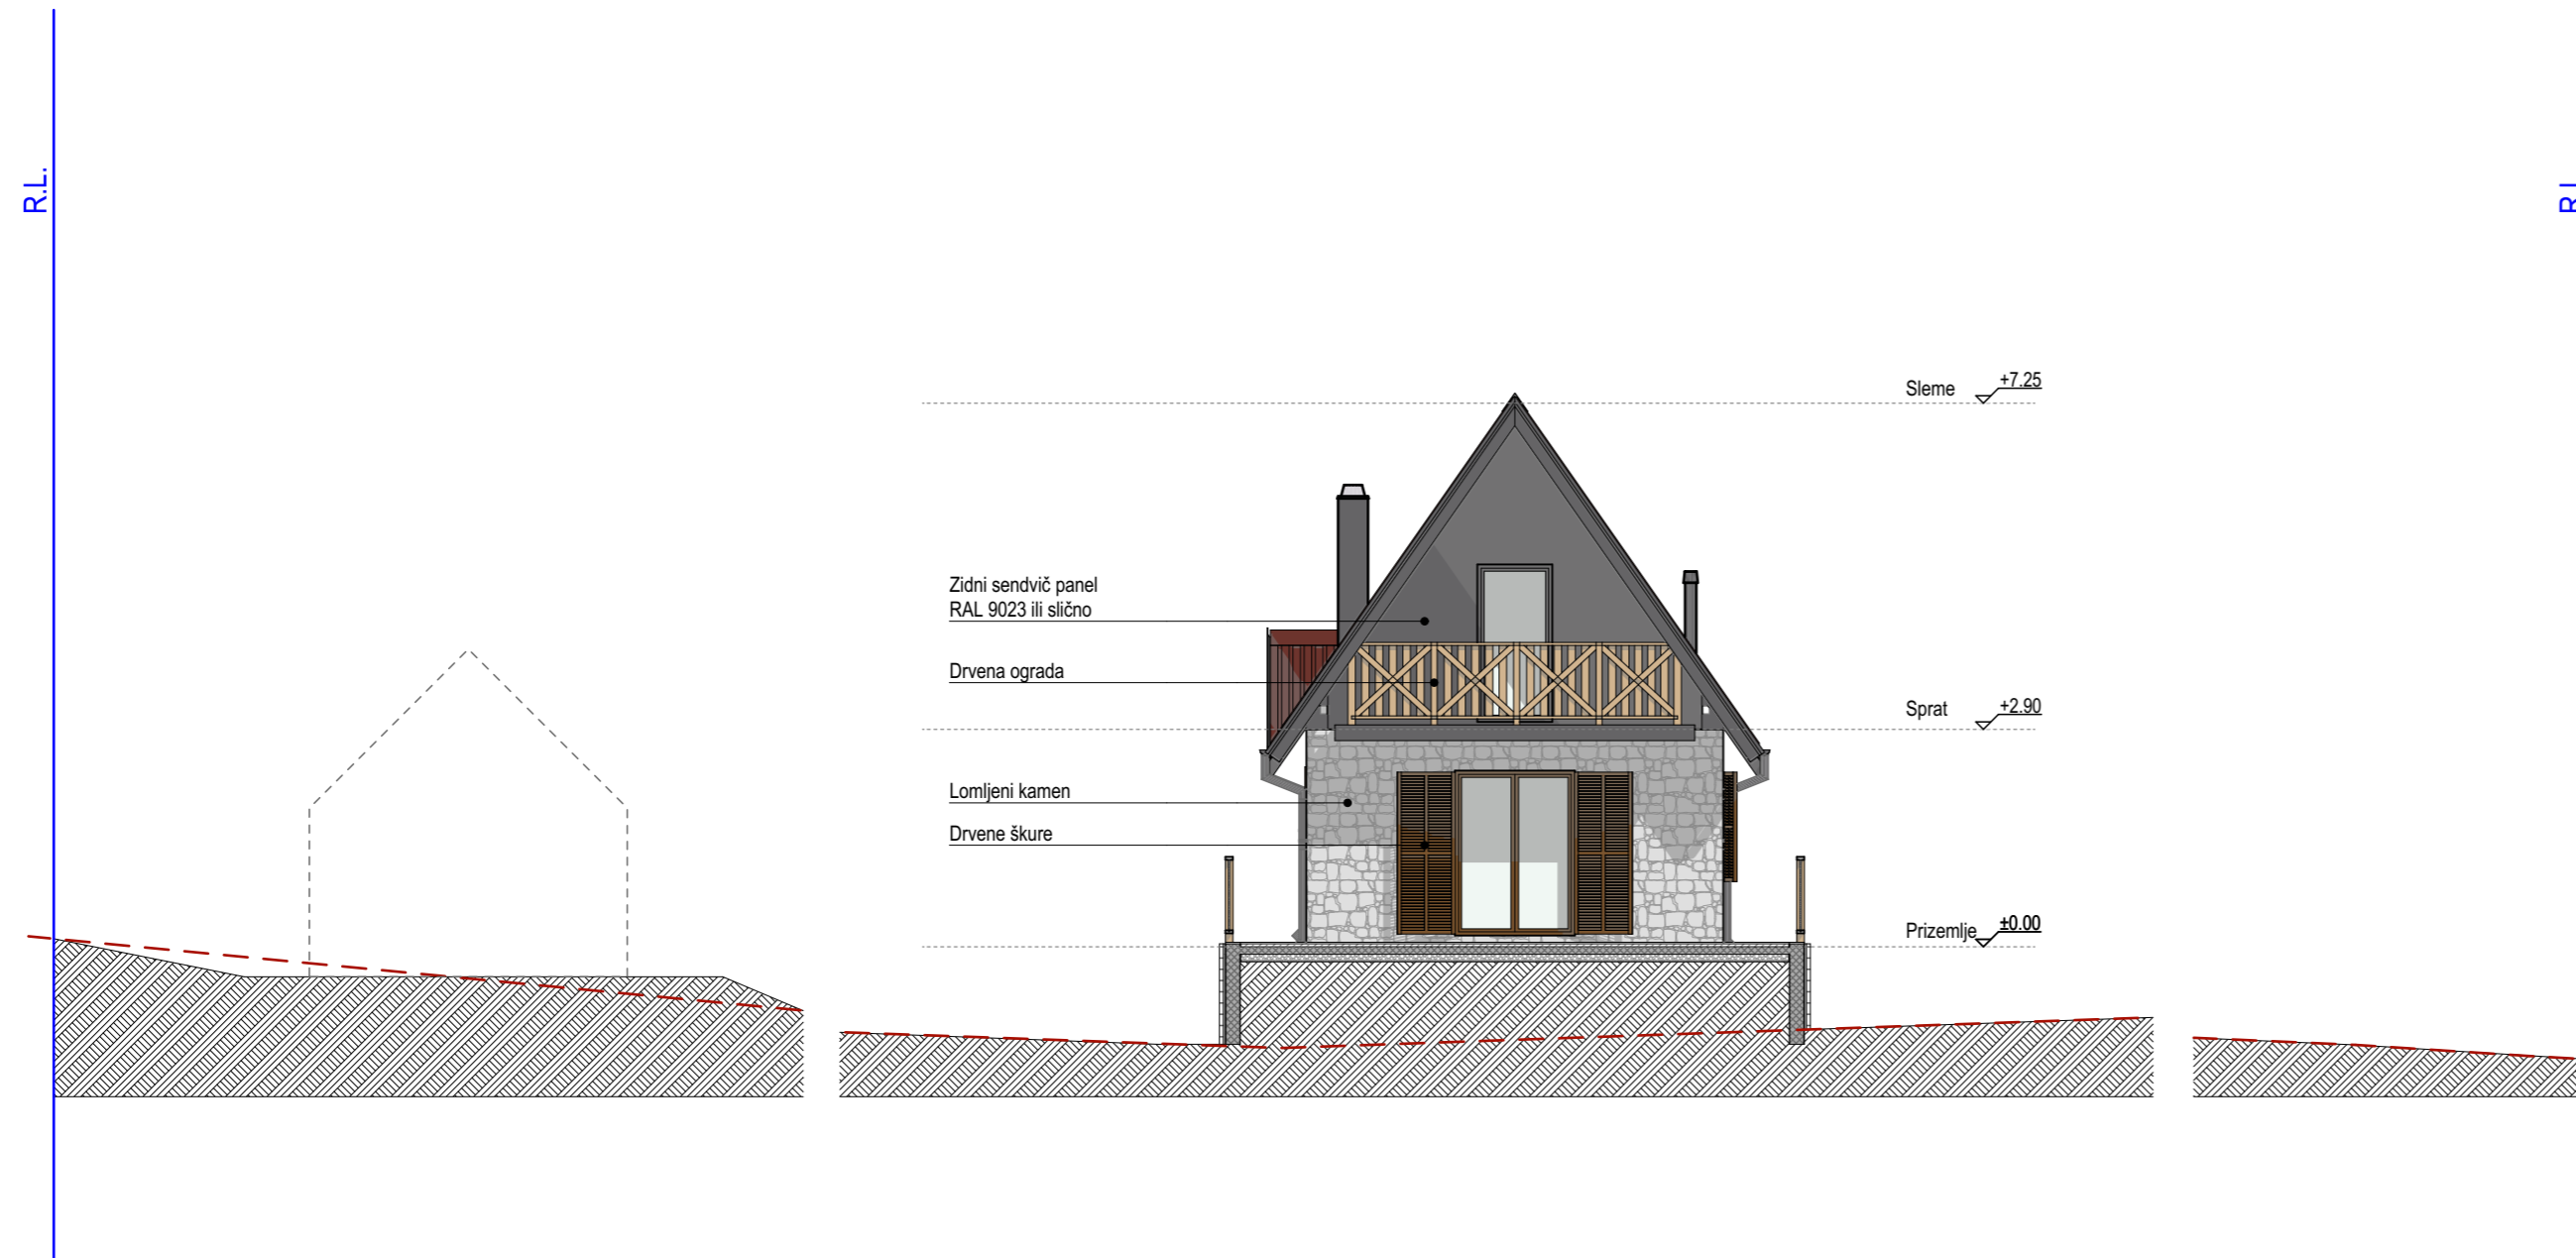 R.L.
R.L.
Sleme +7.25
Zidni sendvič panel
RAL 9023 ili slično
Drvena ograda
Sprat +2.90
Lomljeni kamen
Drvene škure
Prizemlje ±0.00